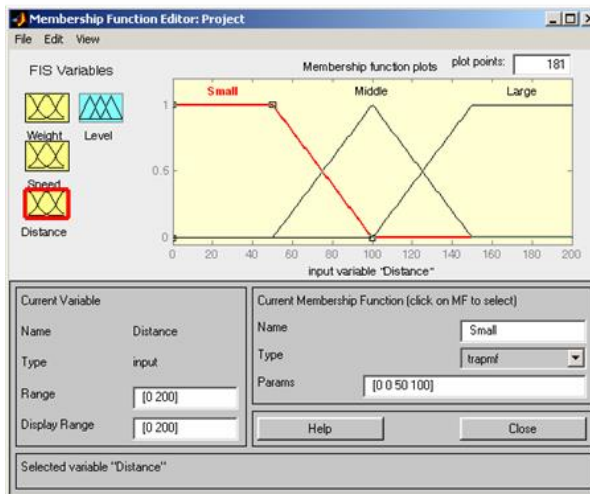 Membership Function Editor: Project
File Edit View
FIS Variables
Membership function plots plot points: 181
Weight Level
Speed
Distance
Small Middle Large
1
0.5
0
0 20 40 60 80 100 120 140 160 180 200
input variable "Distance"
Current Variable
Name Distance
Type input
Range [0 200]
Display Range [0 200]
Current Membership Function (click on MF to select)
Name Small
Type trapmf
Params [0 0 50 100]
Help Close
Selected variable "Distance"